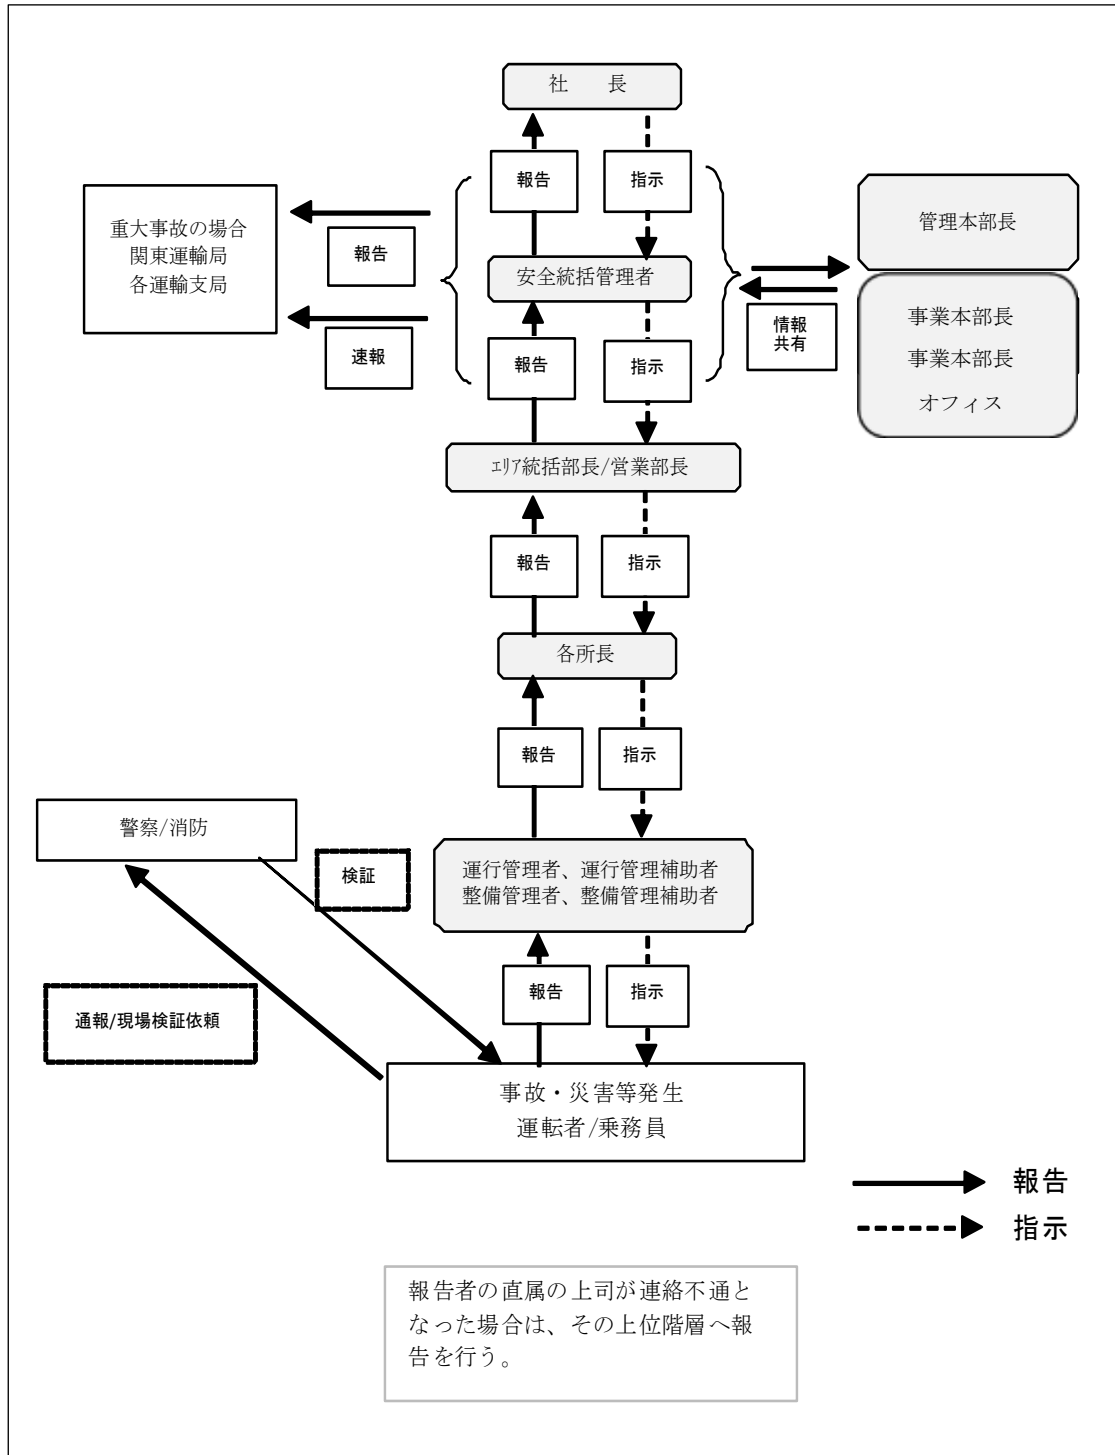 社　　長
報告
指示
重大事故の場合
関東運輸局
各運輸支局
報告
速報
安全統括管理者
管理本部長
事業本部長
事業本部長
オフィス
情報
共有
報告
指示
ｴﾘｱ統括部長/営業部長
報告
指示
各所長
報告
指示
警察/消防
検証
運行管理者、運行管理補助者
整備管理者、整備管理補助者
報告
指示
通報/現場検証依頼
事故・災害等発生
運転者/乗務員
報告
指示
報告者の直属の上司が連絡不通と
なった場合は、その上位階層へ報
告を行う。